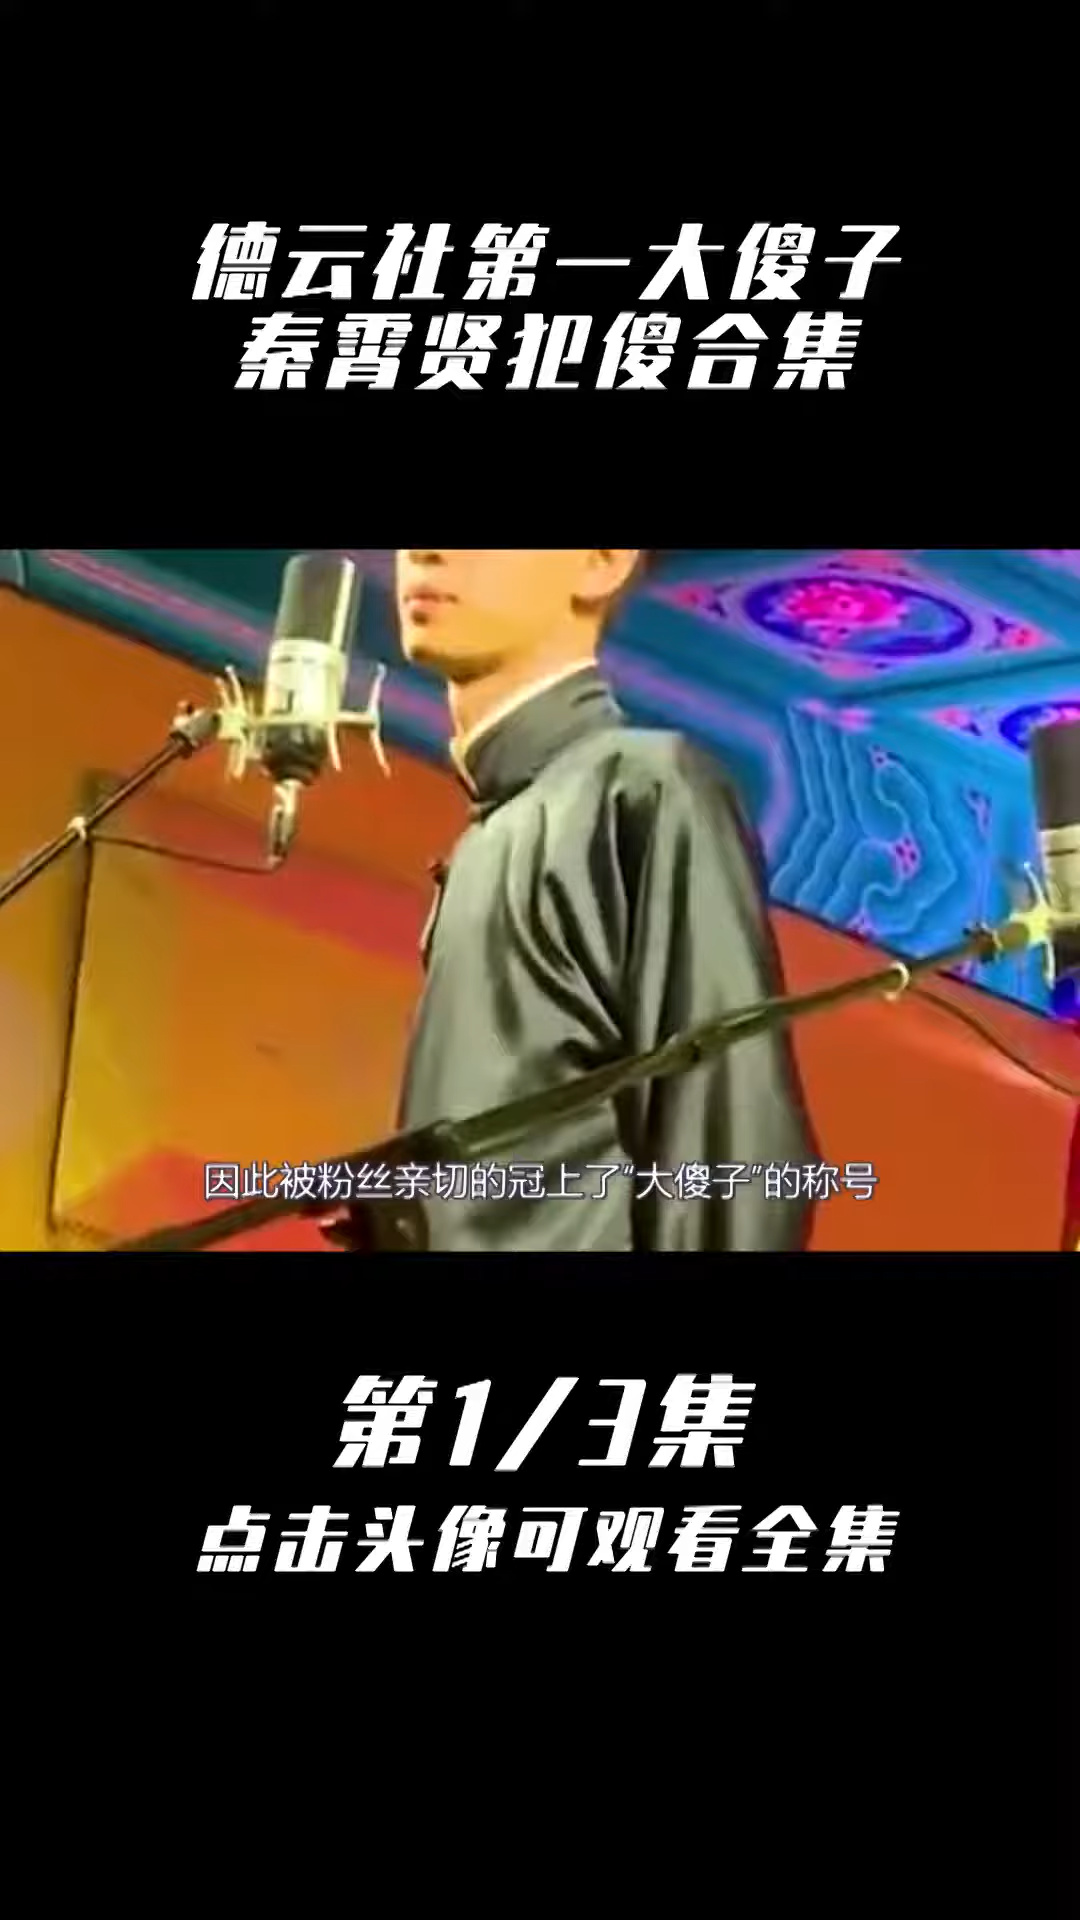 德云社第一大傻子
秦霄贤犯傻合集
因此被粉丝亲切的冠上了“大傻子”的称号
第1/3集
点击头像可观看全集